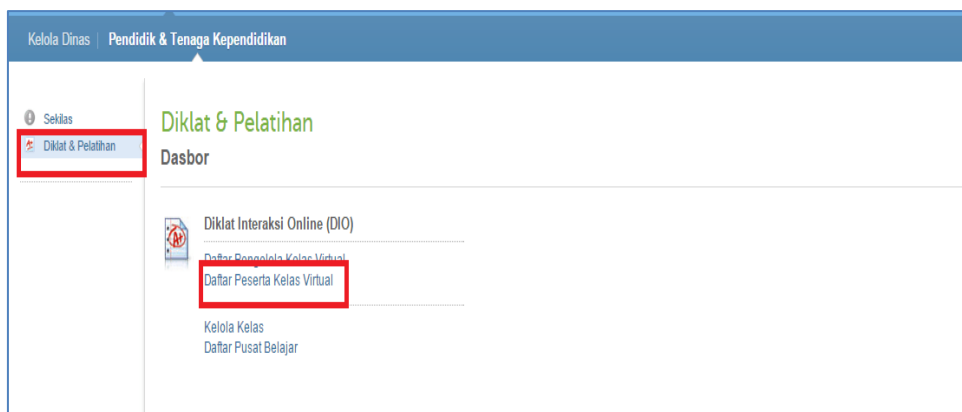 Kelola Dinas | Pendidik & Tenaga Kependidikan
Sekilas
Diklat & Pelatihan
Diklat & Pelatihan
Dasbor
Diklat Interaksi Online (DIO)
Daftar Pengelola Kelas Virtual
Daftar Peserta Kelas Virtual
Kelola Kelas
Daftar Pusat Belajar